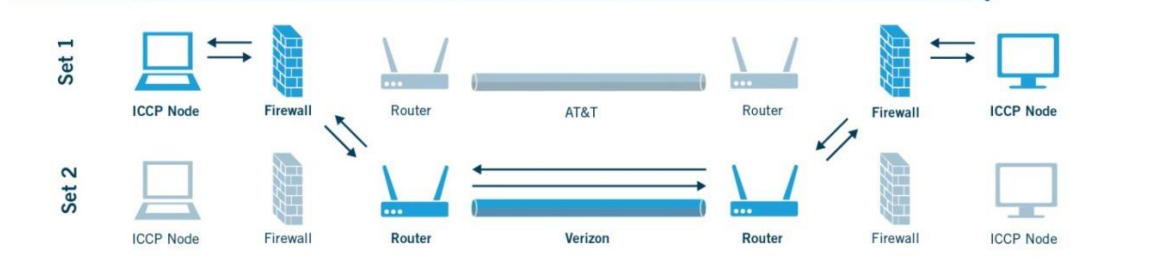 Set 1
ICCP Node
Firewall
Router
AT&T
Router
Firewall
ICCP Node
Set 2
ICCP Node
Firewall
Router
Verizon
Router
Firewall
ICCP Node